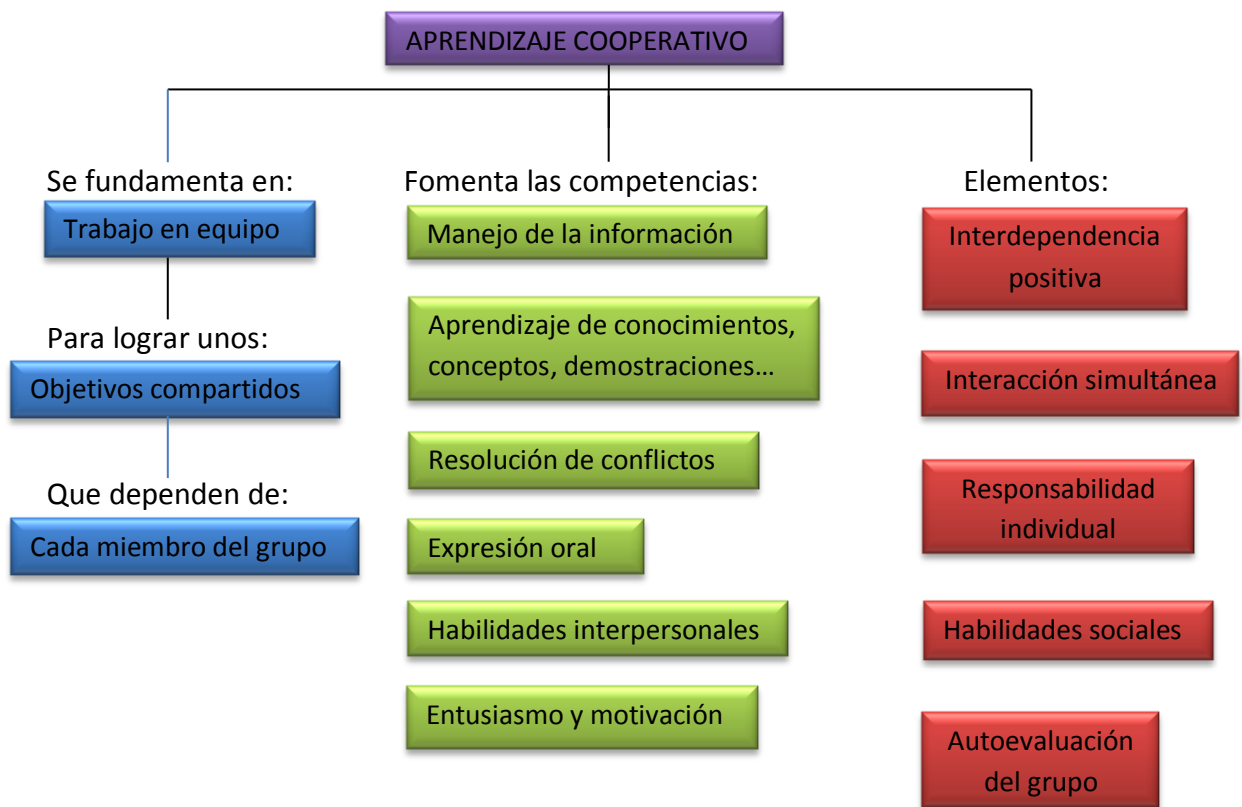 APRENDIZAJE COOPERATIVO
Se fundamenta en:
Trabajo en equipo
Para lograr unos:
Objetivos compartidos
Que dependen de:
Cada miembro del grupo
Fomenta las competencias:
Manejo de la información
Aprendizaje de conocimientos,
conceptos, demostraciones…
Resolución de conflictos
Expresión oral
Habilidades interpersonales
Entusiasmo y motivación
Elementos:
Interdependencia
positiva
Interacción simultánea
Responsabilidad
individual
Habilidades sociales
Autoevaluación
del grupo